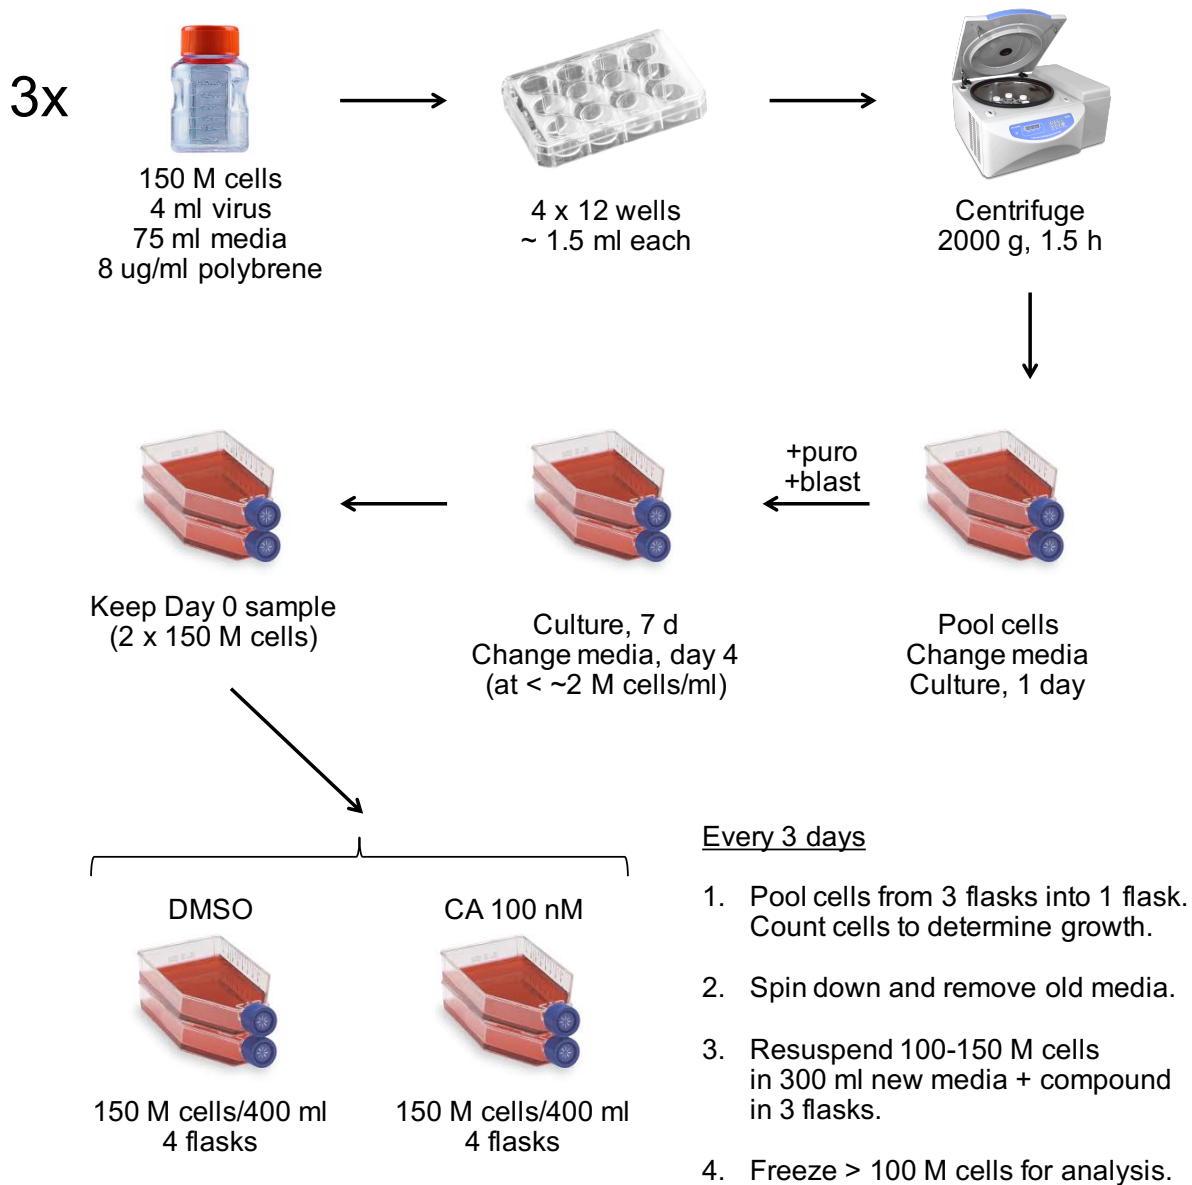 3x
150 M cells
4 ml virus
75 ml media
8 ug/ml polybrene
4 x 12 wells
~ 1.5 ml each
Centrifuge
2000 g, 1.5 h
+puro
+blast
Keep Day 0 sample
(2 x 150 M cells)
Culture, 7 d
Change media, day 4
(at < ~2 M cells/ml)
Pool cells
Change media
Culture, 1 day
DMSO
150 M cells/400 ml
4 flasks
CA 100 nM
150 M cells/400 ml
4 flasks
Every 3 days
1. Pool cells from 3 flasks into 1 flask.
Count cells to determine growth.
2. Spin down and remove old media.
3. Resuspend 100-150 M cells
in 300 ml new media + compound
in 3 flasks.
4. Freeze > 100 M cells for analysis.